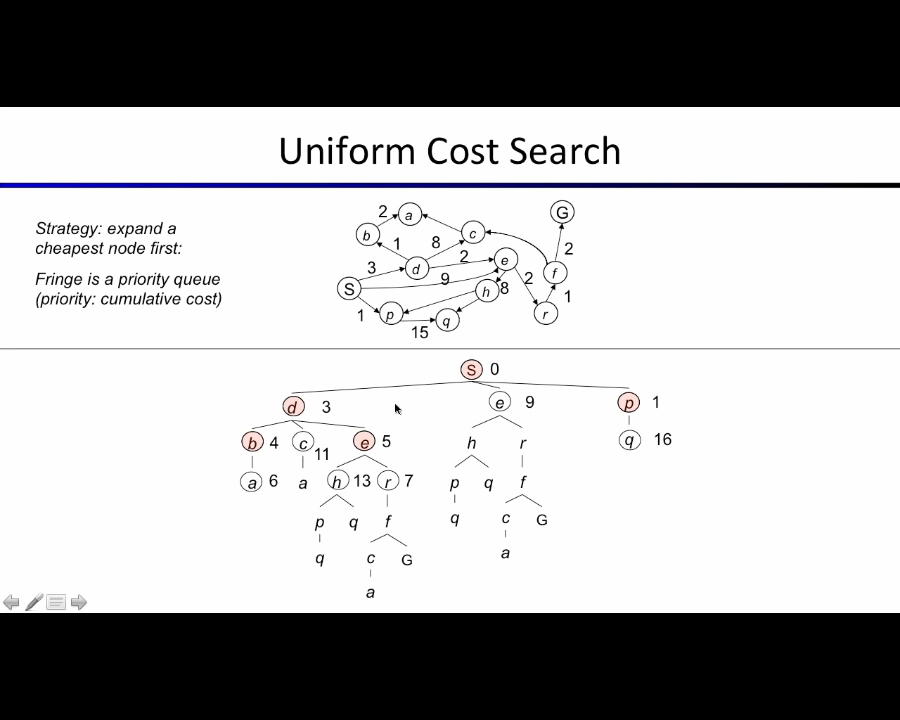 Uniform Cost Search
Strategy: expand a
cheapest node first:
Fringe is a priority queue
(priority: cumulative cost)
2 a G
b c
1 8 2 e 2
3 d f
S 9 h 8 2 1
1 p q r
15
S 0
d 3 e 9 p 1
b 4 c 11 e 5 h r q 16
a 6 a h 13 r 7 p q f
p q f q c G
q c G a
a